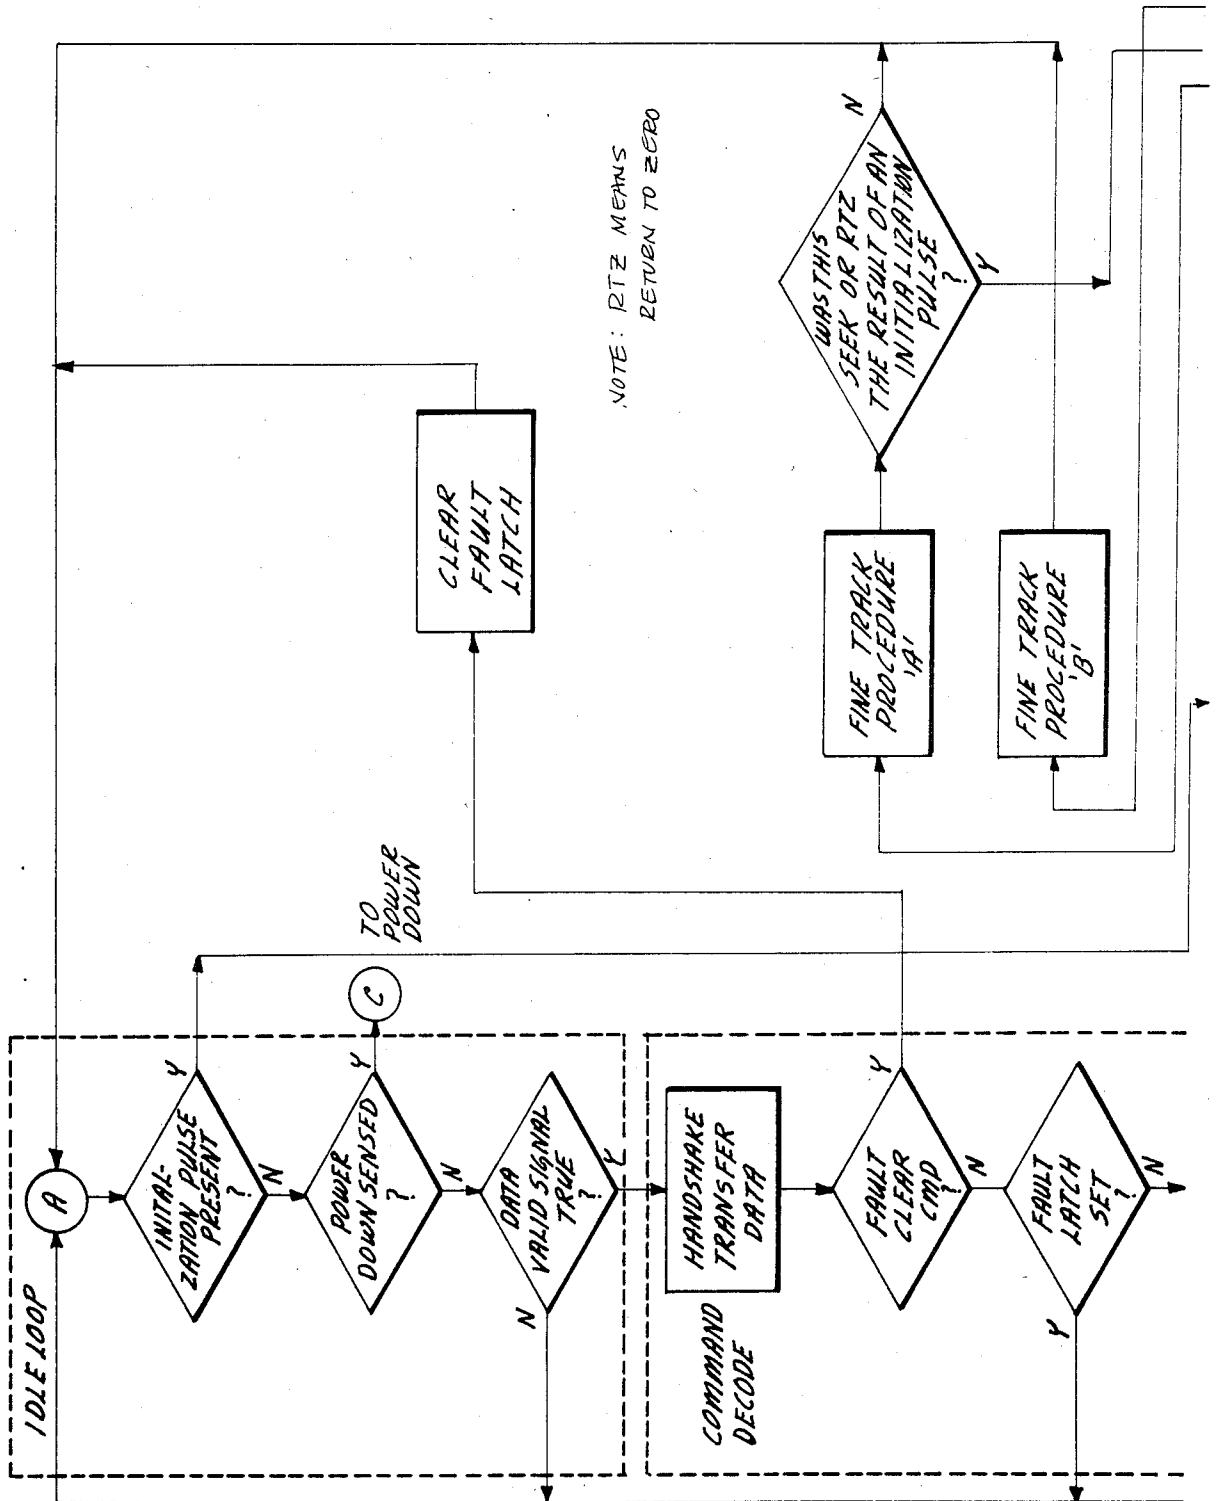 IDLE LOOP
A
INITAL-
ZATION PULSE
PRESENT
?
Y
N
POWER
DOWN SENSED
?
Y
N
C
TO
POWER
DOWN
DATA
VALID SIGNAL
TRUE
?
N
Y
COMMAND
DECODE
HANDSHAKE
TRANSFER
DATA
FAULT
CLEAR
CMD
?
Y
N
FAULT
LATCH
SET
?
Y
N
CLEAR
FAULT
LATCH
NOTE: RTZ MEANS
RETURN TO ZERO
FINE TRACK
PROCEDURE
'A'
FINE TRACK
PROCEDURE
'B'
WAS THIS
SEEK OR RTZ
THE RESULT OF AN
INITIALIZATION
PULSE
?
N
Y